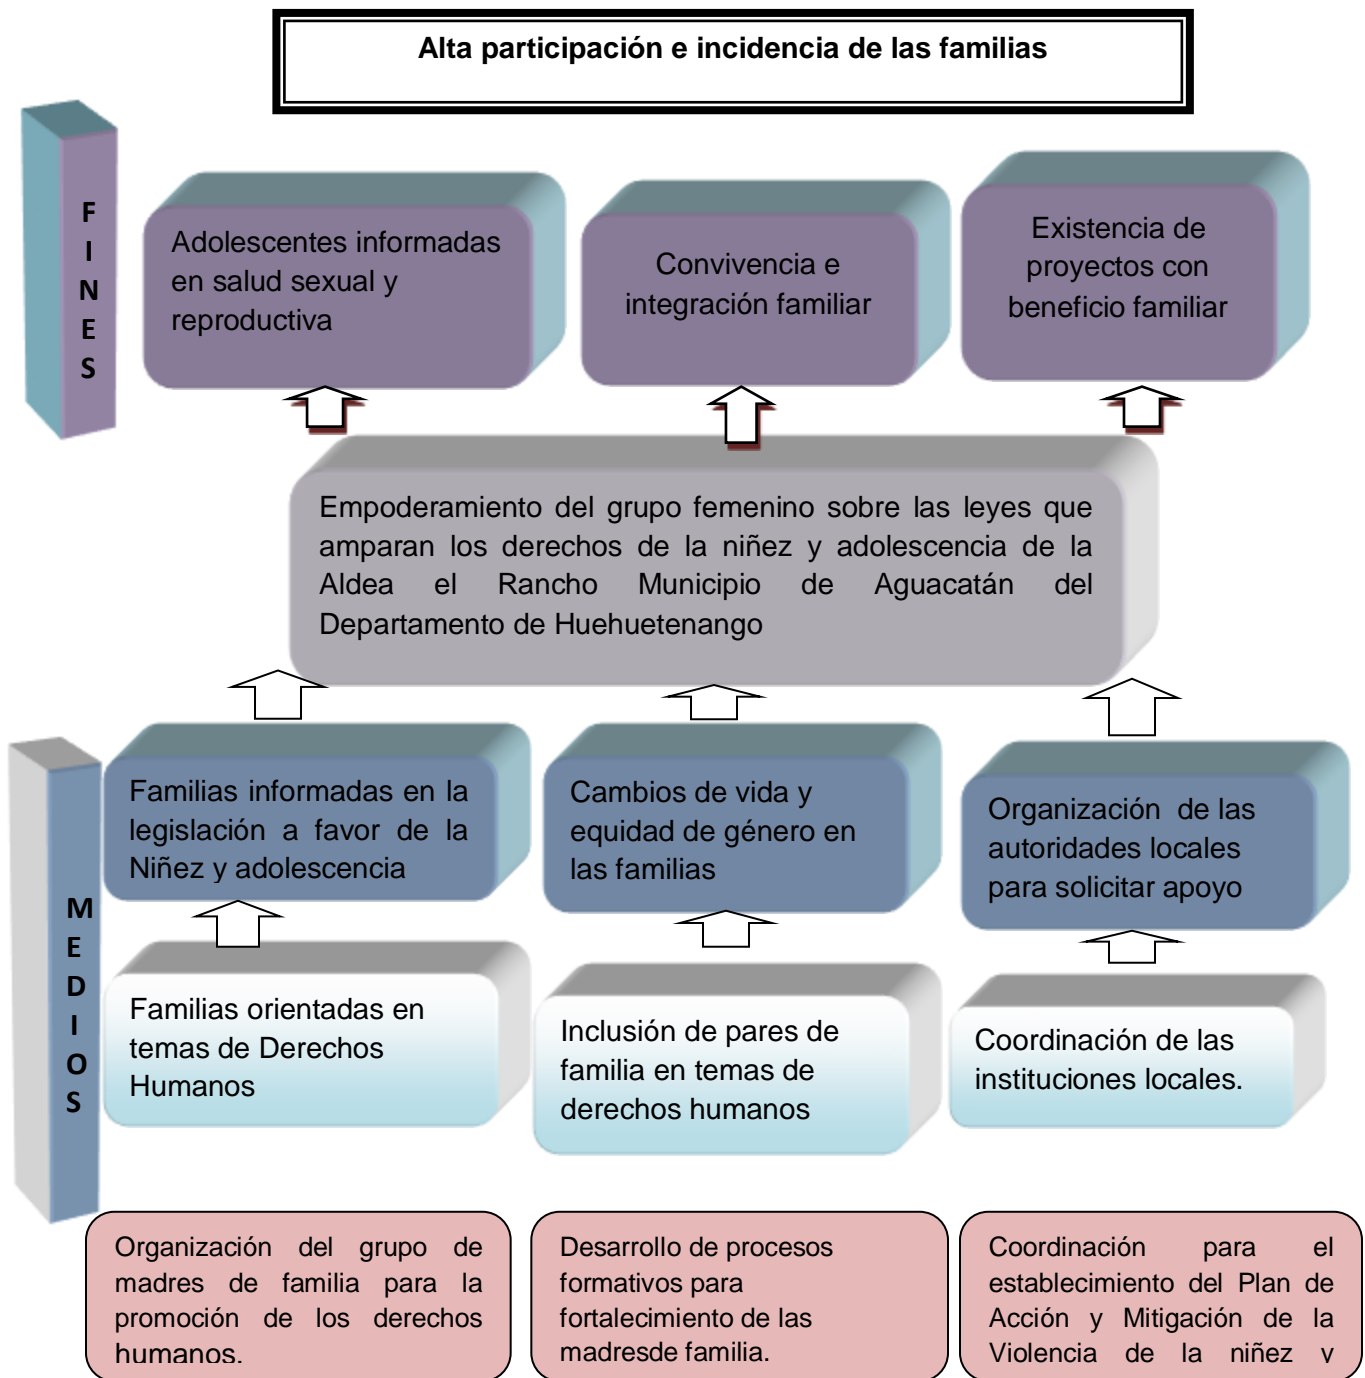 Alta participación e incidencia de las familias
F
I
N
E
S
Adolescentes informadas
en salud sexual y
reproductiva
Convivencia e
integración familiar
Existencia de
proyectos con
beneficio familiar
Empoderamiento del grupo femenino sobre las leyes que
amparan los derechos de la niñez y adolescencia de la
Aldea el Rancho Municipio de Aguacatán del
Departamento de Huehuetenango
M
E
D
I
O
S
Familias informadas en la
legislación a favor de la
Niñez y adolescencia
Cambios de vida y
equidad de género en
las familias
Organización de las
autoridades locales
para solicitar apoyo
Familias orientadas en
temas de Derechos
Humanos
Inclusión de pares de
familia en temas de
derechos humanos
Coordinación de las
instituciones locales.
Organización del grupo de
madres de familia para la
promoción de los derechos
humanos.
Desarrollo de procesos
formativos para
fortalecimiento de las
madresde familia.
Coordinación para el
establecimiento del Plan de
Acción y Mitigación de la
Violencia de la niñez y